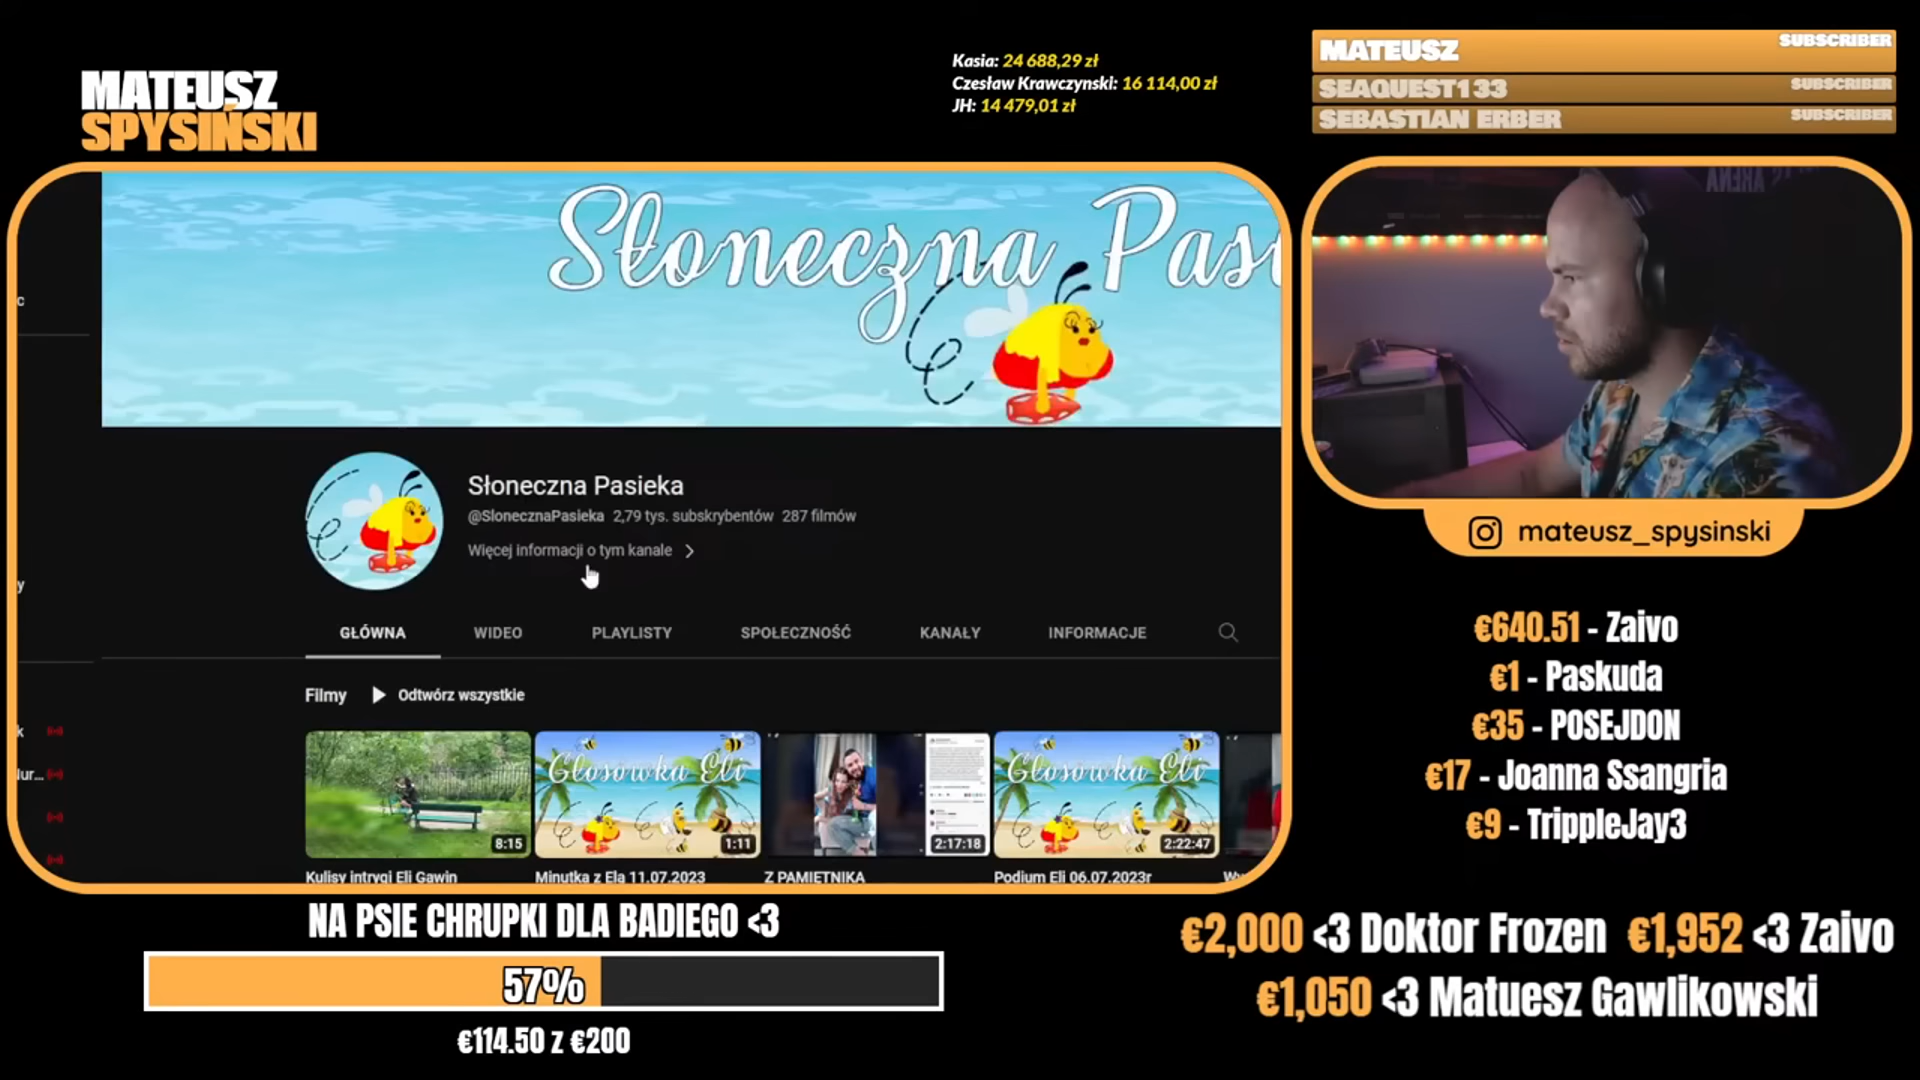 MATEUSZ
SPYSIŃSKI
Kasia: 24 688,29 zł
Czesław Krawczynski: 16 114,00 zł
JH: 14 479,01 zł
MATEUSZ SUBSCRIBER
SEAQUEST133 SUBSCRIBER
SEBASTIAN ERBER SUBSCRIBER
Słoneczna Pasi
ARENA
c
Słoneczna Pasieka
@SlonecznaPasieka 2,79 tys. subskrybentów 287 filmów
Więcej informacji o tym kanale
y
GŁÓWNA WIDEO PLAYLISTY SPOŁECZNOŚĆ KANAŁY INFORMACJE
Filmy Odtwórz wszystkie
k
Głosówka Eli
Głosówka Eli
8:15
1:11
2:17:18
2:22:47
Kulisy intrygi Eli Gawin
Minutka z Elą 11.07.2023
Z PAMIĘTNIKA
Podium Eli 06.07.2023r
mateusz_spysinski
€640.51 - Zaivo
€1 - Paskuda
€35 - POSEJDON
€17 - Joanna Ssangria
€9 - TrippleJay3
NA PSIE CHRUPKI DLA BADIEGO <3
57%
€114.50 z €200
€2,000 <3 Doktor Frozen €1,952 <3 Zaivo
€1,050 <3 Matuesz Gawlikowski